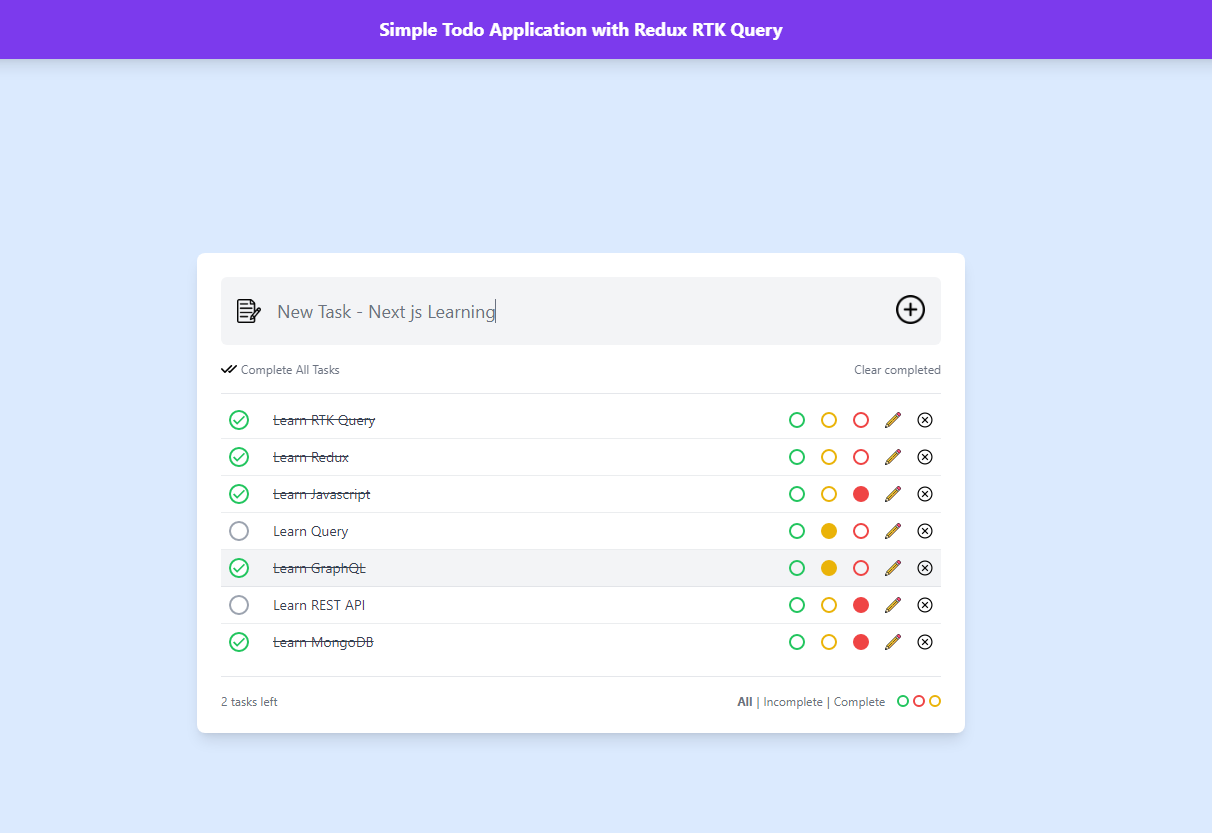 Simple Todo Application with Redux RTK Query
New Task - Next js Learning
Complete All Tasks Clear completed
Learn RTK Query
Learn Redux
Learn Javascript
Learn Query
Learn GraphQL
Learn REST API
Learn MongoDB
2 tasks left All | Incomplete | Complete